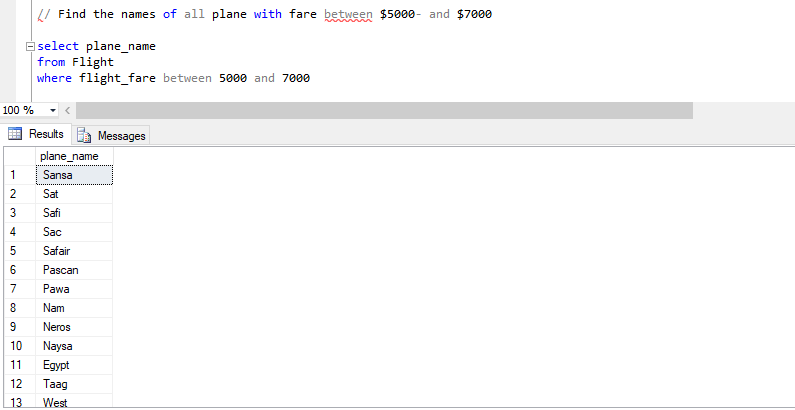 // Find the names of all plane with fare between $5000- and $7000
select plane_name
from Flight
where flight_fare between 5000 and 7000
100 %
Results Messages
plane_name
1 Sansa
2 Sat
3 Safi
4 Sac
5 Safair
6 Pascan
7 Pawa
8 Nam
9 Neros
10 Naysa
11 Egypt
12 Taag
13 West